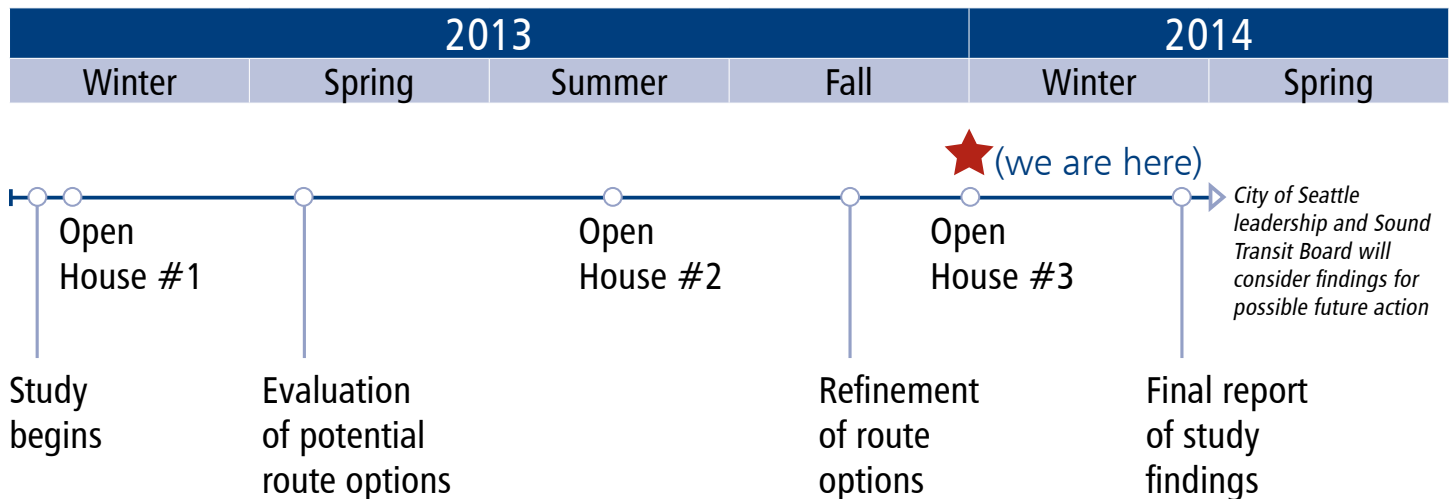 2013
2014
Winter
Spring
Summer
Fall
Winter
Spring
(we are here)
Open
House #1
Open
House #2
Open
House #3
City of Seattle
leadership and Sound
Transit Board will
consider findings for
possible future action
Study
begins
Evaluation
of potential
route options
Refinement
of route
options
Final report
of study
findings